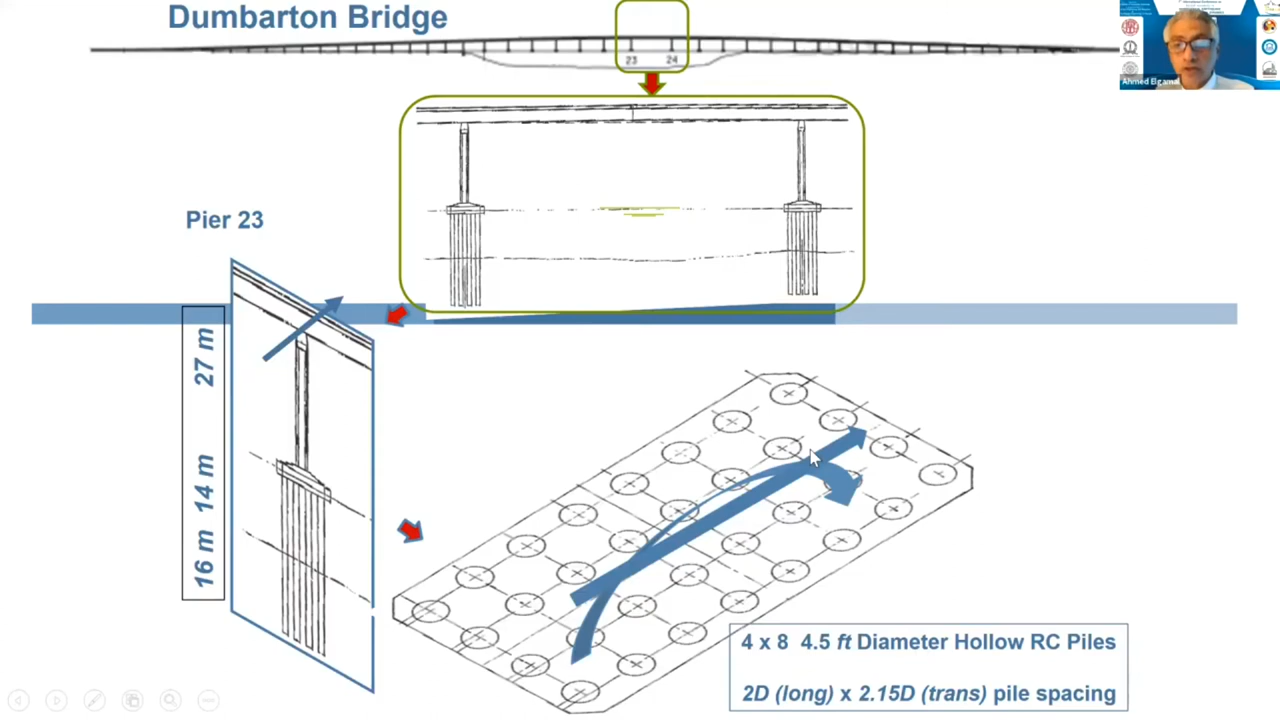 Dumbarton Bridge
23 24
Ahmed Elgamal
Pier 23
27 m
14 m
16 m
4 x 8 4.5 ft Diameter Hollow RC Piles
2D (long) x 2.15D (trans) pile spacing